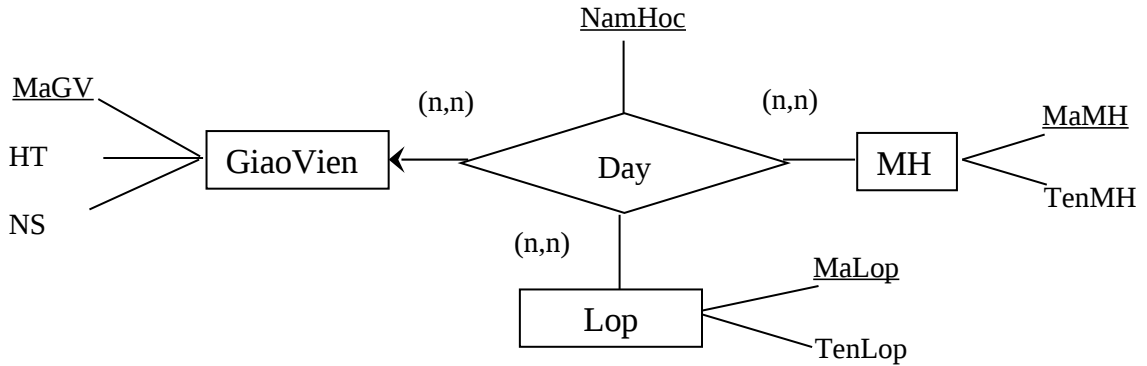 NamHoc
MaGV
(n,n)
(n,n)
MaMH
HT
GiaoVien
Day
MH
TenMH
NS
(n,n)
MaLop
Lop
TenLop